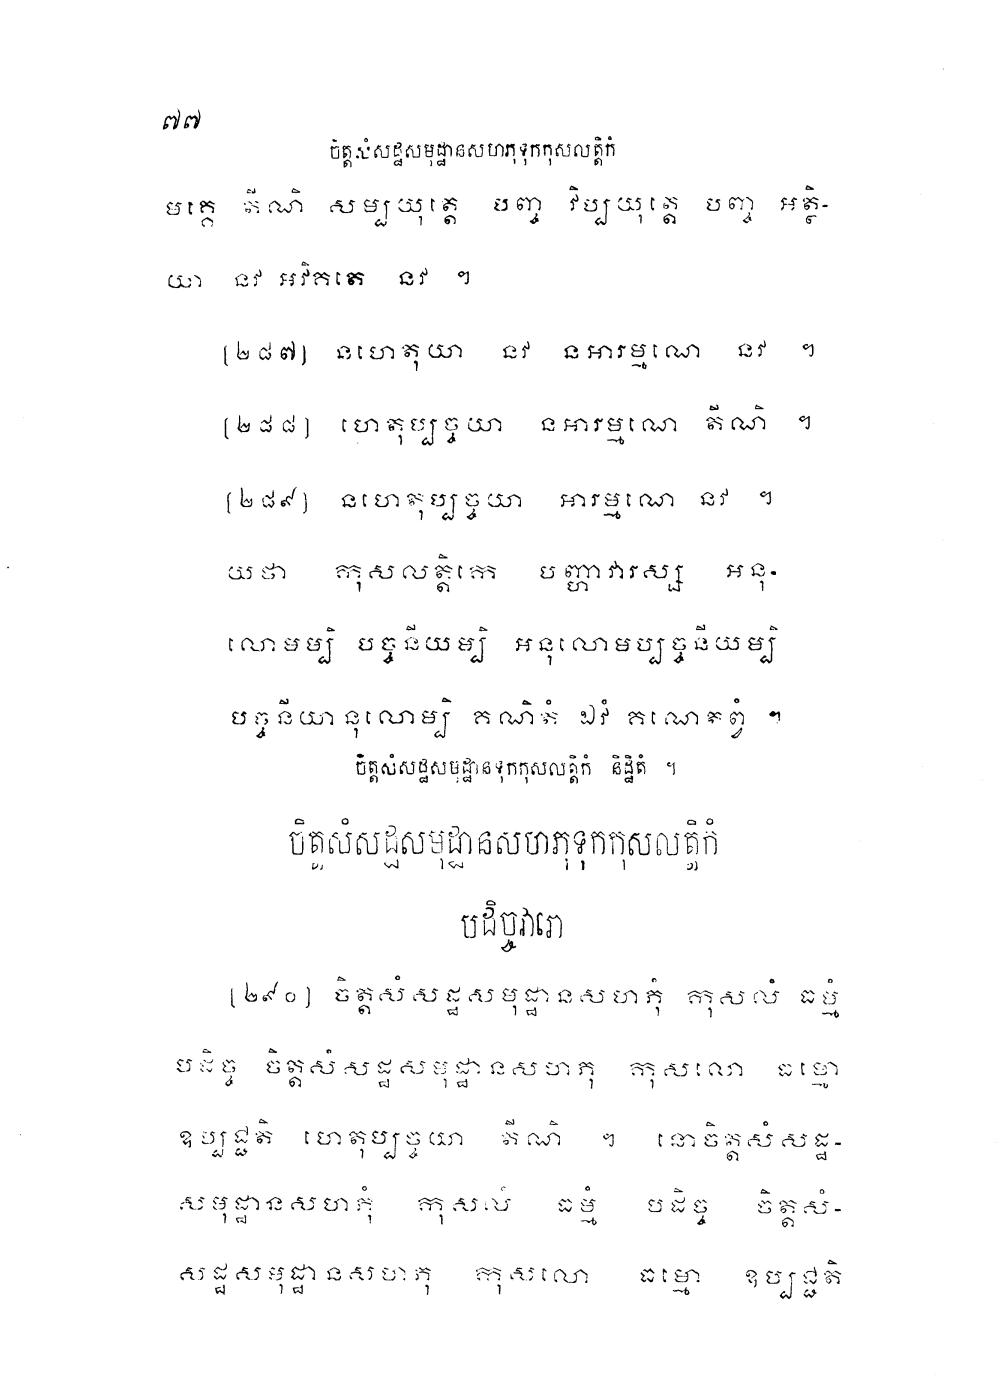 ៧៧
ចិត្តសំសដ្ឋសមុដ្ឋានសហភុទុកកុសលត្តិកំ
មគ្គេ តីណិ សម្បយុត្តេ បញ្ច វិប្បយុត្តេ បញ្ច អត្ថិ-
យា នវ អវិគតេ នវ ។
[២៨៧] នហេតុយា នវ នអារម្មណេ នវ ។
[២៨៨] ហេតុប្បច្ចយា នអារម្មណេ តីណិ ។
[២៨៩] នហេតុប្បច្ចយា អារម្មណេ នវ ។
យថា កុសលត្តិកេ បញ្ហាវារស្ស អនុ-
លោមម្បិ បច្ចនីយម្បិ អនុលោមប្បច្ចនីយម្បិ
បច្ចនីយានុលោម្បិ គណិតំ ឯវំ គណេតព្វំ ។
ចិត្តសំសដ្ឋសមុដ្ឋានទុកកុសលត្តិកំ និដ្ឋិតំ ។
ចិត្តសំសដ្ឋសមុដ្ឋានសហភុទុកកុសលត្តិកំ
បដិច្ចវារោ
[២៩០] ចិត្តសំសដ្ឋសមុដ្ឋានសហភុំ កុសលំ ធម្មំ
បដិច្ច ចិត្តសំសដ្ឋសមុដ្ឋានសហភុ កុសលោ ធម្មោ
ឧប្បជ្ជតិ ហេតុប្បច្ចយា តីណិ ។ នោចិត្តសំសដ្ឋ-
សមុដ្ឋានសហភុំ កុសលំ ធម្មំ បដិច្ច ចិត្តសំ-
សដ្ឋសមុដ្ឋានសហភុ កុសលោ ធម្មោ ឧប្បជ្ជតិ